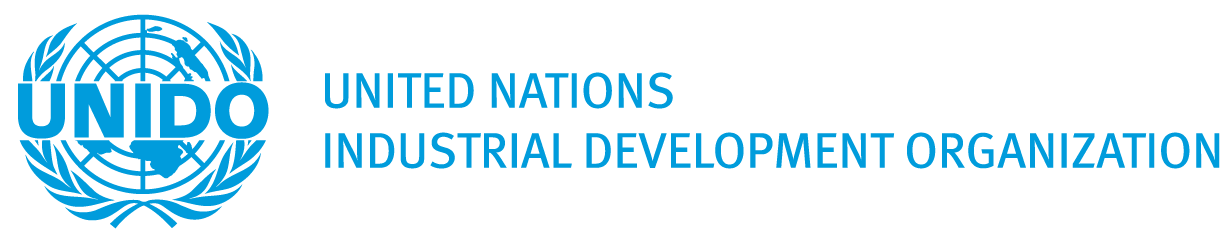 UNIDO
UNITED NATIONS
INDUSTRIAL DEVELOPMENT ORGANIZATION